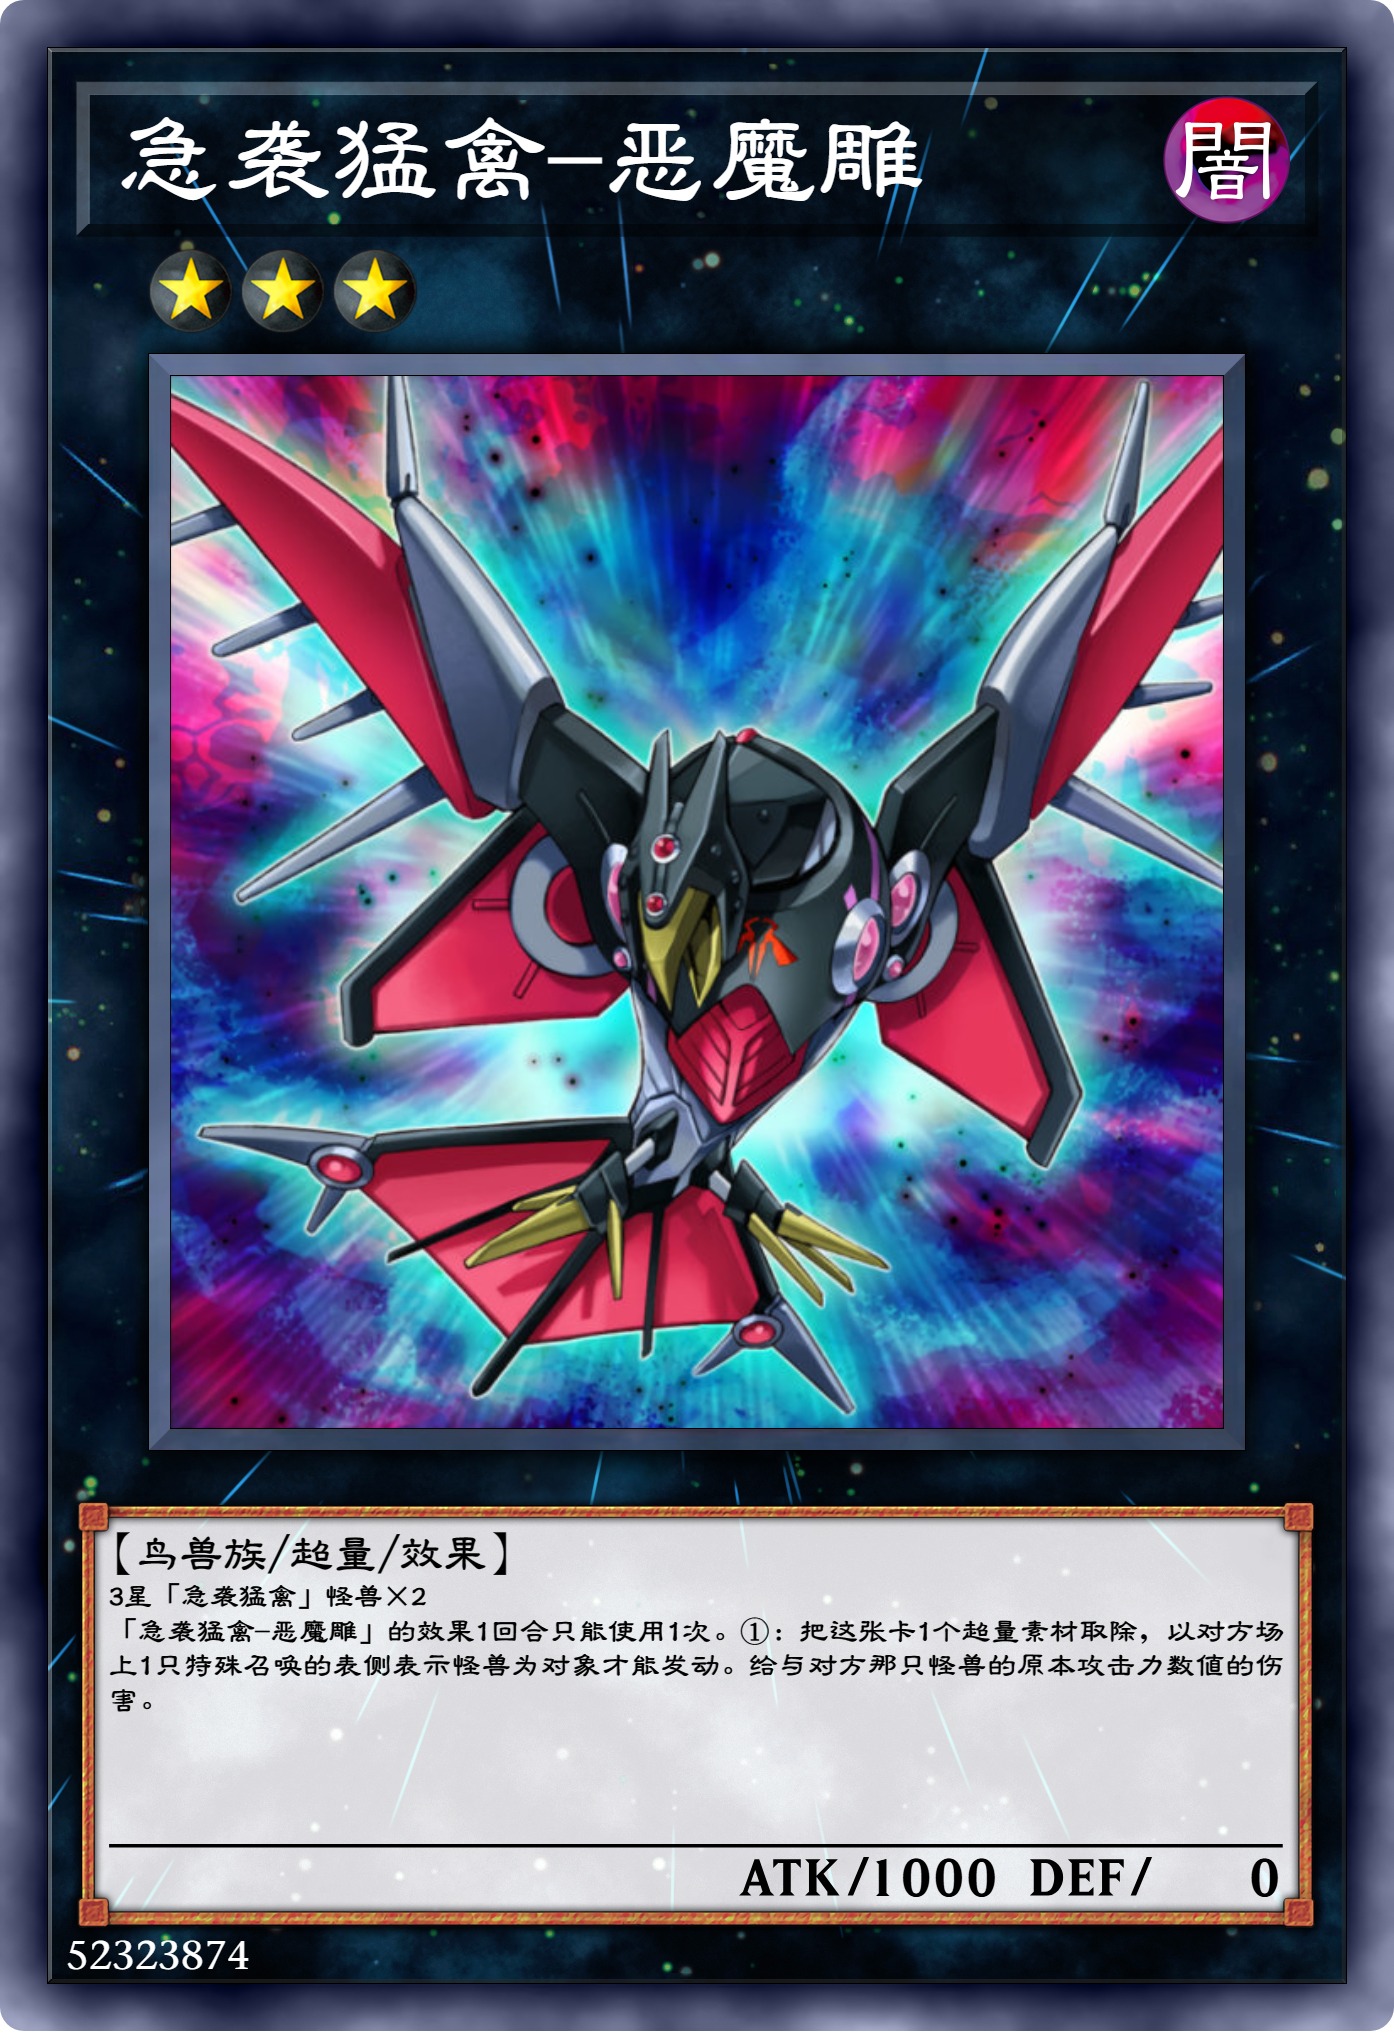 急袭猛禽-恶魔雕
闇
【鸟兽族/超量/效果】
3星「急袭猛禽」怪兽×2
「急袭猛禽-恶魔雕」的效果1回合只能使用1次。①：把这张卡1个超量素材取除，以对方场
上1只特殊召唤的表侧表示怪兽为对象才能发动。给与对方那只怪兽的原本攻击力数值的伤
害。
ATK/1000 DEF/ 0
52323874